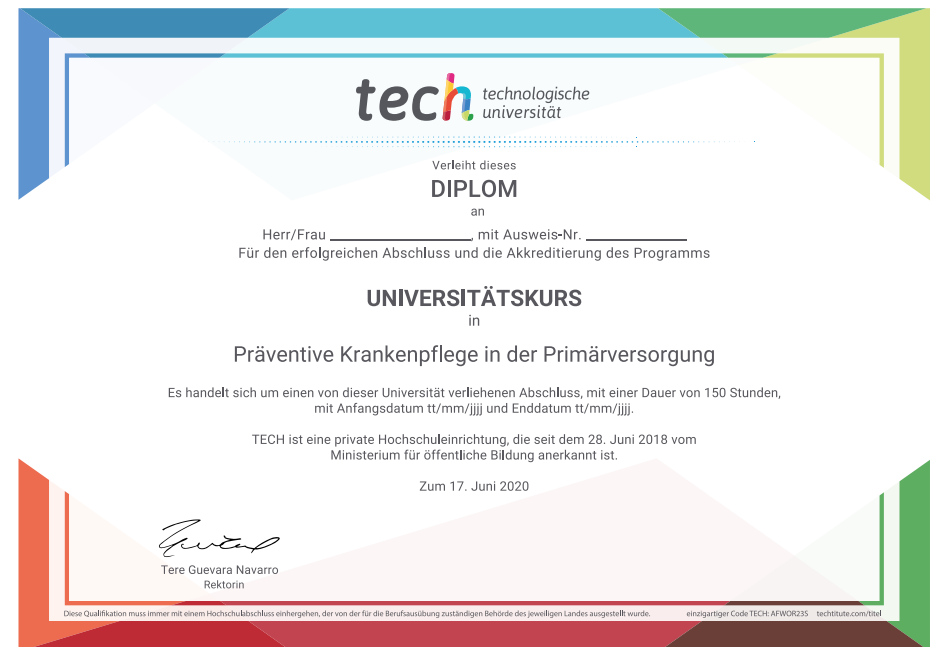 tech technologische
universität
Verleiht dieses
DIPLOM
an
Herr/Frau ____________________, mit Ausweis-Nr. ______________
Für den erfolgreichen Abschluss und die Akkreditierung des Programms
UNIVERSITÄTSKURS
in
Präventive Krankenpflege in der Primärversorgung
Es handelt sich um einen von dieser Universität verliehenen Abschluss, mit einer Dauer von 150 Stunden,
mit Anfangsdatum tt/mm/jjjj und Enddatum tt/mm/jjjj.
TECH ist eine private Hochschuleinrichtung, die seit dem 28. Juni 2018 vom
Ministerium für öffentliche Bildung anerkannt ist.
Zum 17. Juni 2020
Tere Guevara Navarro
Rektorin
Diese Qualifikation muss immer mit einem Hochschulabschluss einhergehen, der von der für die Berufsausübung zuständigen Behörde des jeweiligen Landes ausgestellt wurde. einzigartiger Code TECH: AFWOR23S techtitute.com/titel